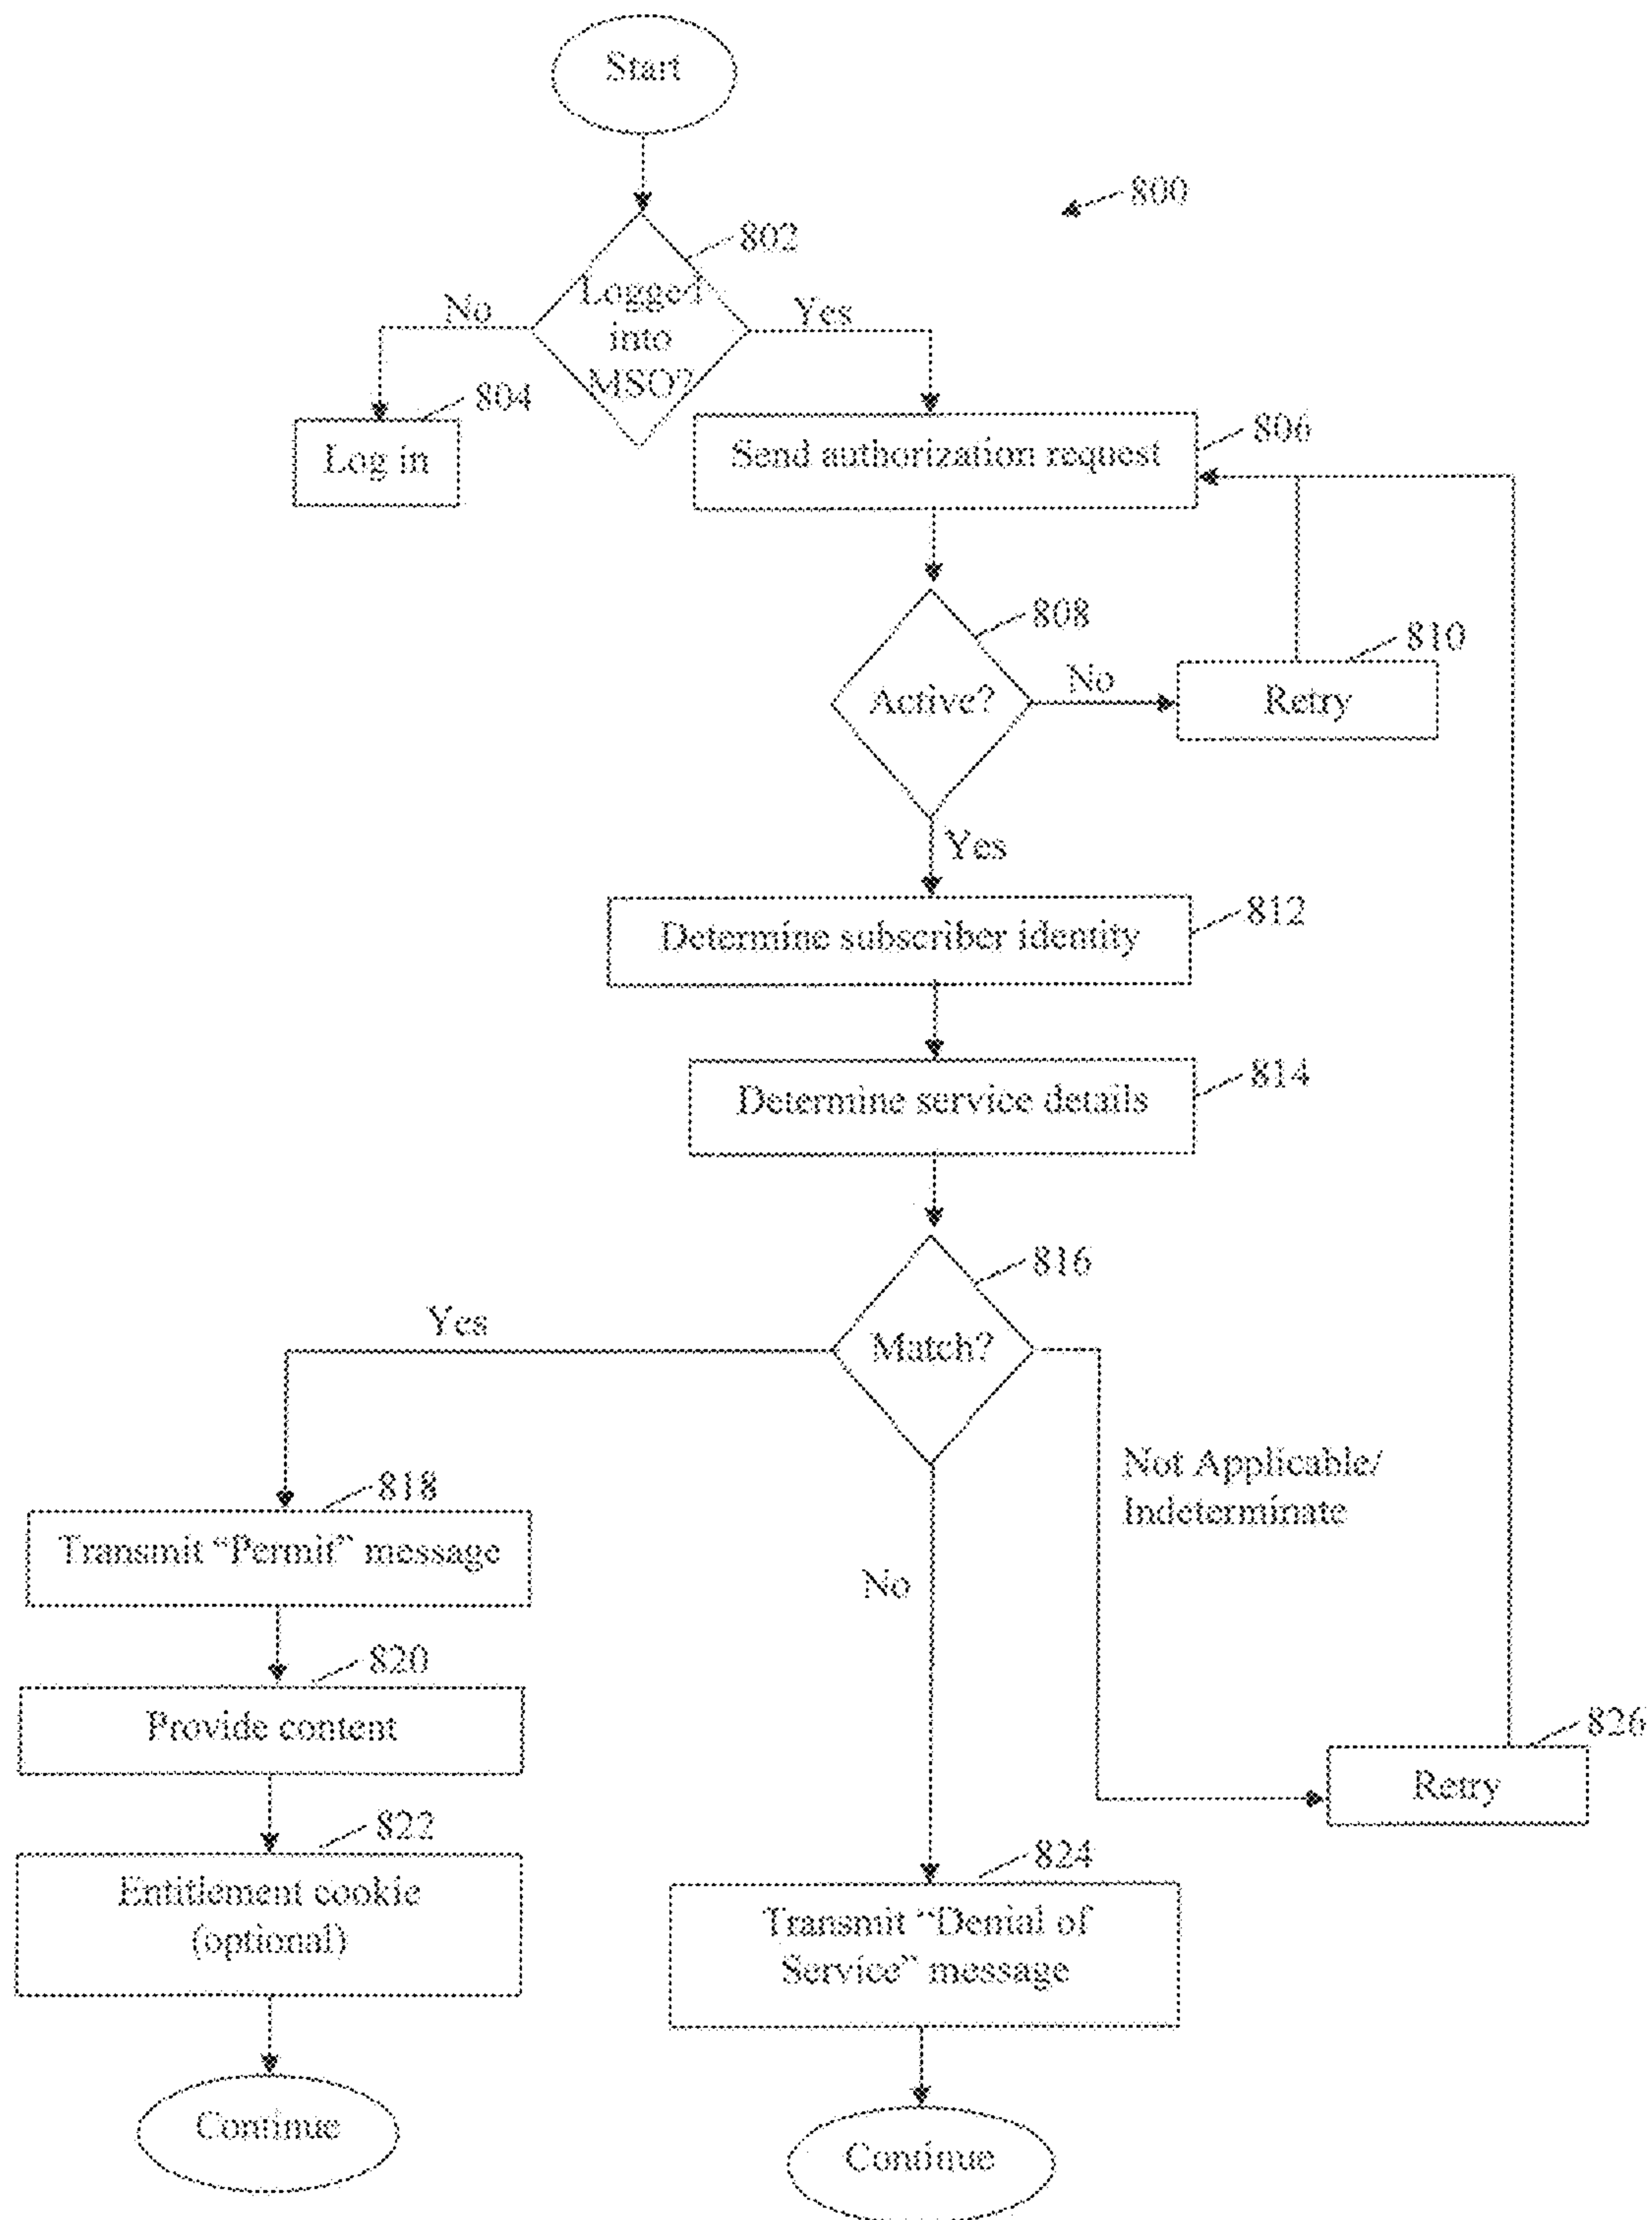 Start
800
802
Logged
into
MSO?
No
Yes
804
Log in
806
Send authorization request
808
Active?
No
810
Retry
Yes
812
Determine subscriber identity
814
Determine service details
816
Match?
Yes
Not Applicable/
Indeterminate
No
818
Transmit “Permit” message
820
Provide content
826
Retry
822
Entitlement cookie
(optional)
824
Transmit “Denial of
Service” message
Continue
Continue